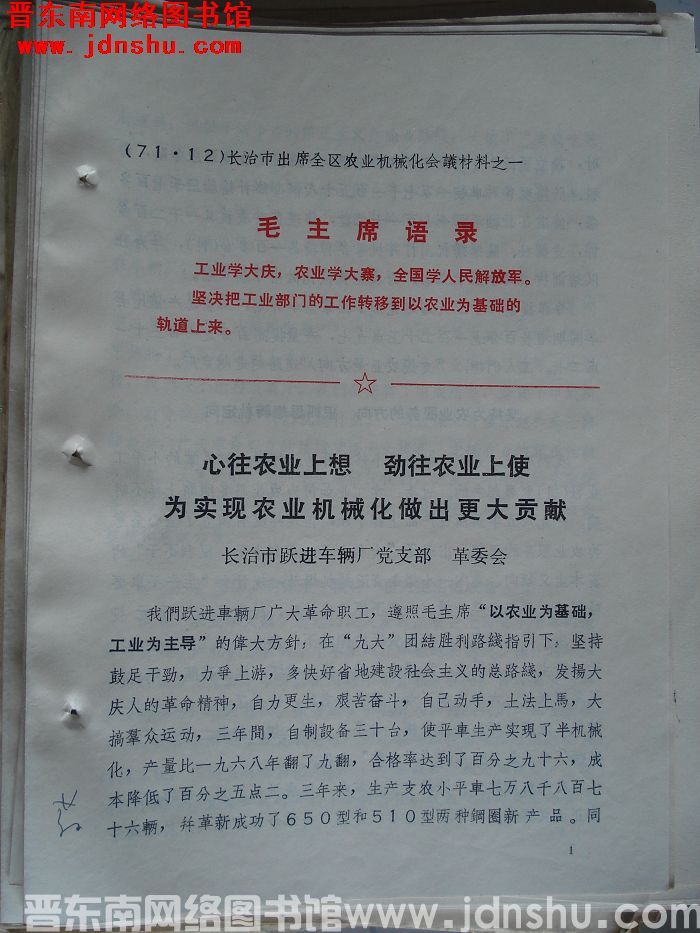 晋东南网络图书馆
: www.jdnshu.com
(71·12)长治市出席全区农业机械化会議材料之一
毛主席语录
工业学大庆，农业学大寨，全国学人民解放军。
坚决把工业部门的工作转移到以农业为基础的
轨道上来。
心往农业上想 劲往农业上使
为实现农业机械化做出更大贡献
长治市跃进车辆厂党支部 革委会
我們跃进車輛厂广大革命职工，遵照毛主席“以农业为基础，
工业为主导”的偉大方針；在“九大”团結胜利路綫指引下，坚持
鼓足干勁，力爭上游，多快好省地建設社会主义的总路綫，发揚大
庆人的革命精神，自力更生，艰苦奋斗，自己动手，土法上馬，大
搞羣众运动，三年間，自制設备三十台，使平車生产实现了半机械
化，产量比一九六八年翻了九翻，合格率达到了百分之九十六，成
本降低了百分之五点二。三年来，生产支农小平車七万八千八百七
十六輛，幷革新成功了650型和510型两种鋼圈新产品。同
1
晋东南网络图书馆www.jdnshu.com